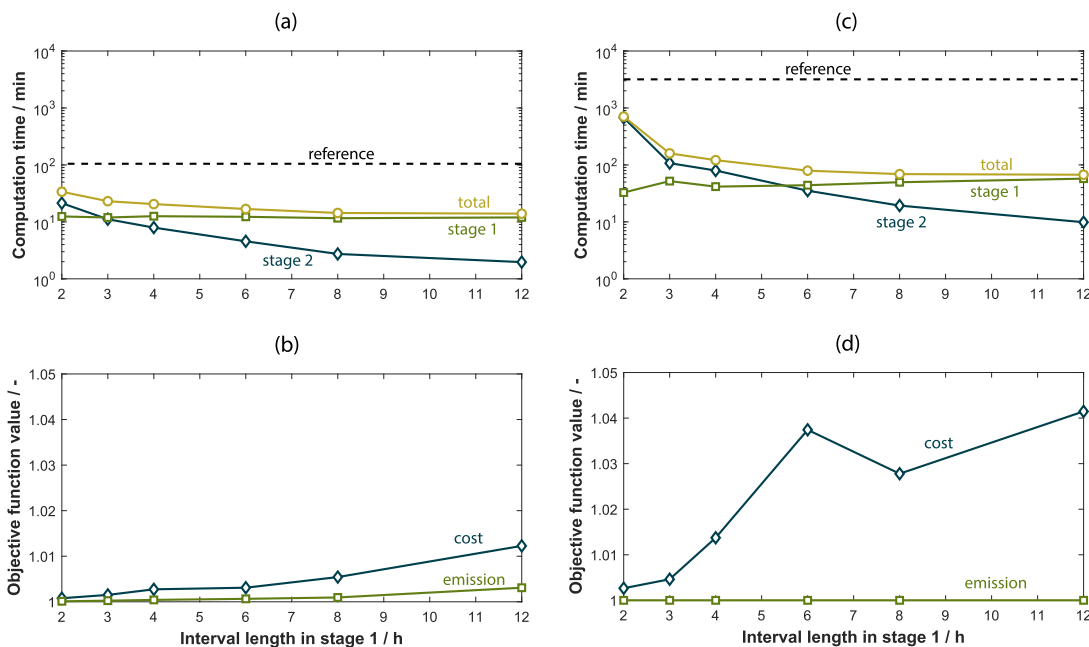 (a)
Computation time / min
10^4
10^3
10^2
10^1
10^0
reference
total
stage 1
stage 2
2 3 4 5 6 7 8 9 10 11 12
(c)
Computation time / min
10^4
10^3
10^2
10^1
10^0
reference
total
stage 1
stage 2
2 3 4 5 6 7 8 9 10 11 12
(b)
Objective function value / -
1.05
1.04
1.03
1.02
1.01
1
cost
emission
2 3 4 5 6 7 8 9 10 11 12
Interval length in stage 1 / h
(d)
Objective function value / -
1.05
1.04
1.03
1.02
1.01
1
cost
emission
2 3 4 5 6 7 8 9 10 11 12
Interval length in stage 1 / h